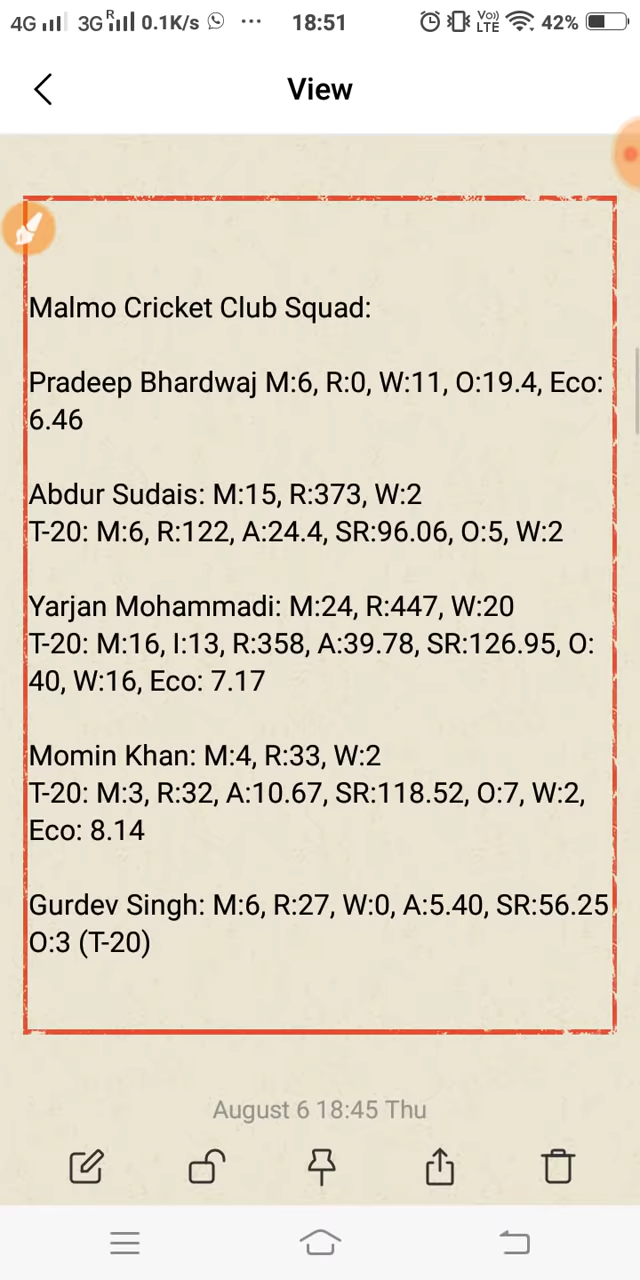 4G 3G R 0.1K/s ... 18:51 Vo)) LTE 42%
View
Malmo Cricket Club Squad:
Pradeep Bhardwaj M:6, R:0, W:11, O:19.4, Eco:
6.46
Abdur Sudais: M:15, R:373, W:2
T-20: M:6, R:122, A:24.4, SR:96.06, O:5, W:2
Yarjan Mohammadi: M:24, R:447, W:20
T-20: M:16, I:13, R:358, A:39.78, SR:126.95, O:
40, W:16, Eco: 7.17
Momin Khan: M:4, R:33, W:2
T-20: M:3, R:32, A:10.67, SR:118.52, O:7, W:2,
Eco: 8.14
Gurdev Singh: M:6, R:27, W:0, A:5.40, SR:56.25
O:3 (T-20)
August 6 18:45 Thu